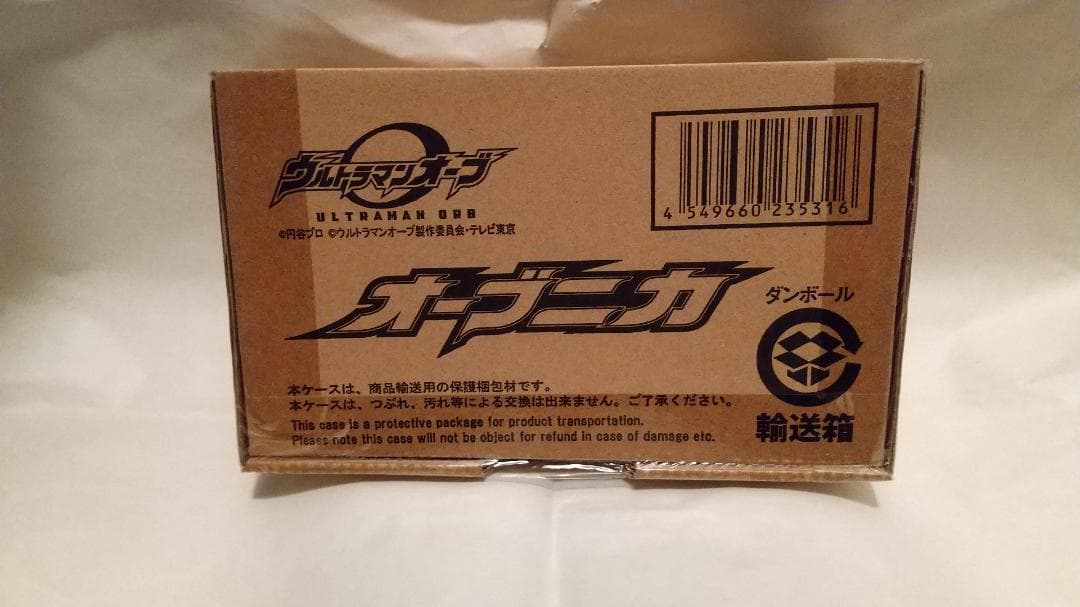 ウルトラマンオーブ
ULTRAMAN ORB
©円谷プロ ©ウルトラマンオーブ製作委員会・テレビ東京
4 549660 235316
オーブニカ
ダンボール
輸送箱
本ケースは、商品輸送用の保護梱包材です。
本ケースは、つぶれ、汚れ等による交換は出来ません。ご了承ください。
This case is a protective package for product transportation.
Please note this case will not be object for refund in case of damage etc.